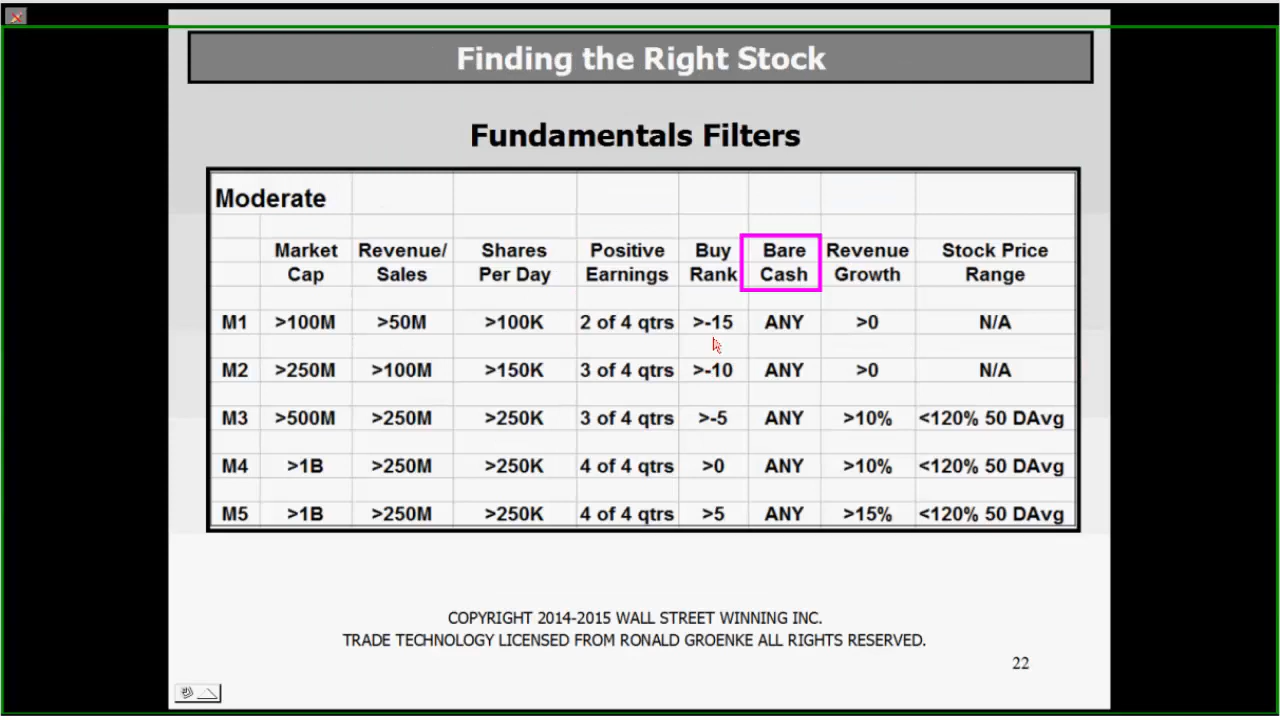 Finding the Right Stock
Fundamentals Filters
Moderate
Market Revenue/ Shares Positive Buy Bare Revenue Stock Price
Cap Sales Per Day Earnings Rank Cash Growth Range
M1 >100M >50M >100K 2 of 4 qtrs >-15 ANY >0 N/A
M2 >250M >100M >150K 3 of 4 qtrs >-10 ANY >0 N/A
M3 >500M >250M >250K 3 of 4 qtrs >-5 ANY >10% <120% 50 DAvg
M4 >1B >250M >250K 4 of 4 qtrs >0 ANY >10% <120% 50 DAvg
M5 >1B >250M >250K 4 of 4 qtrs >5 ANY >15% <120% 50 DAvg
COPYRIGHT 2014-2015 WALL STREET WINNING INC.
TRADE TECHNOLOGY LICENSED FROM RONALD GROENKE ALL RIGHTS RESERVED.
22